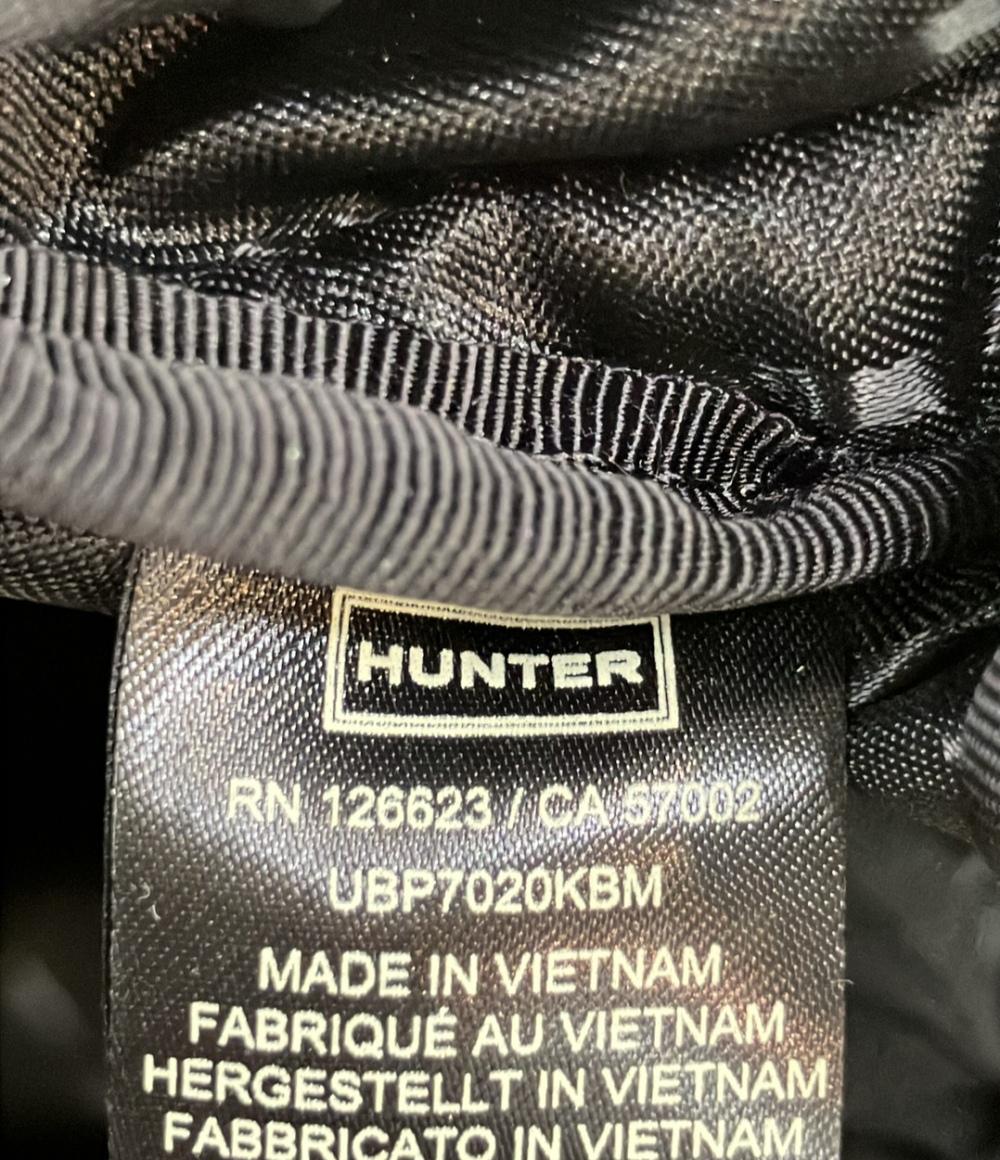 HUNTER
RN 126623 / CA 57002
UBP7020KBM
MADE IN VIETNAM
FABRIQUÉ AU VIETNAM
HERGESTELLT IN VIETNAM
FABBRICATO IN VIETNAM